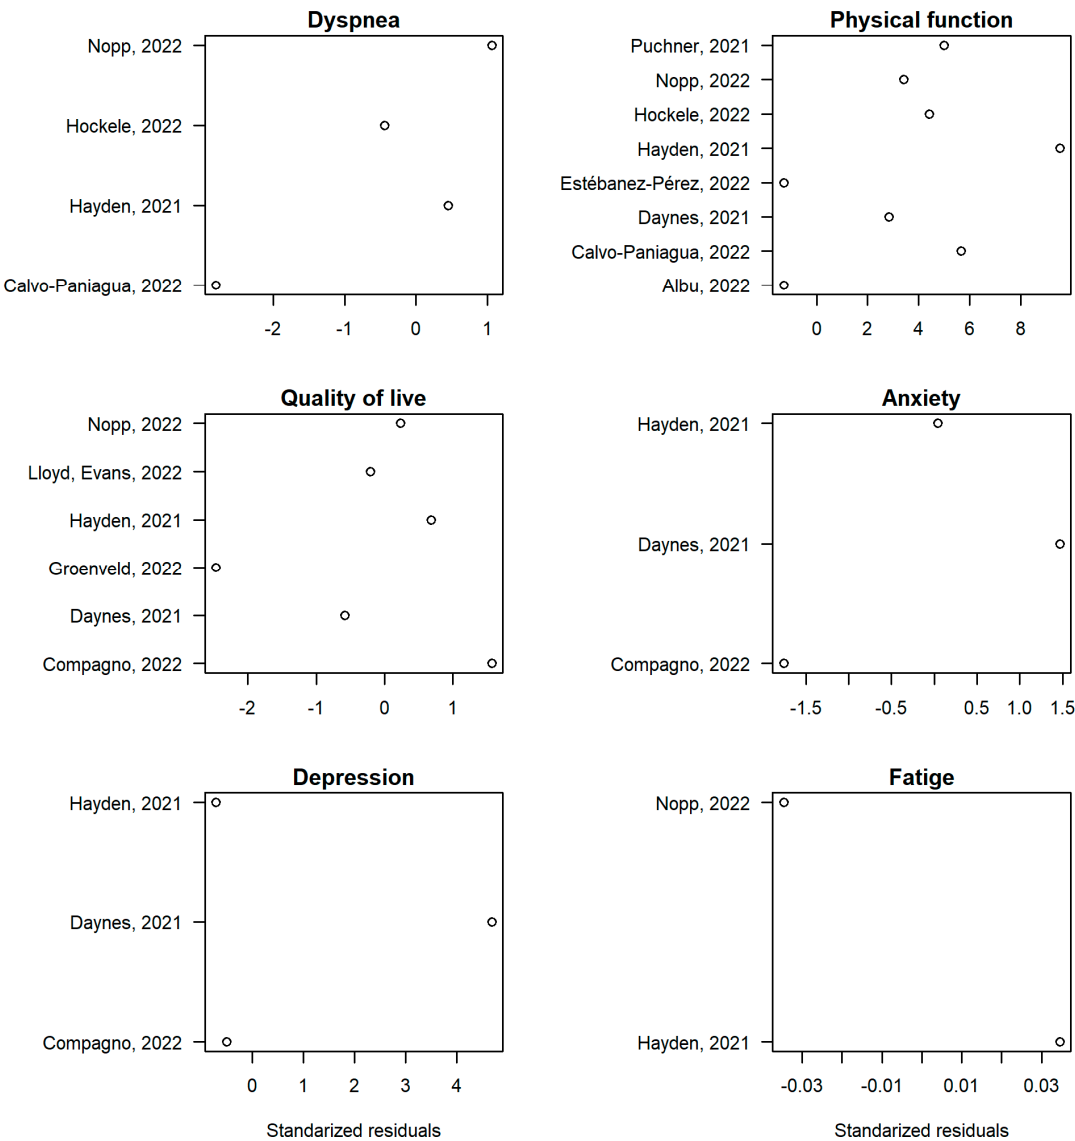 Dyspnea
Nopp, 2022
Hockele, 2022
Hayden, 2021
Calvo-Paniagua, 2022
-2 -1 0 1
Physical function
Puchner, 2021
Nopp, 2022
Hockele, 2022
Hayden, 2021
Estébanez-Pérez, 2022
Daynes, 2021
Calvo-Paniagua, 2022
Albu, 2022
0 2 4 6 8
Quality of live
Nopp, 2022
Lloyd, Evans, 2022
Hayden, 2021
Groenveld, 2022
Daynes, 2021
Compagno, 2022
-2 -1 0 1
Anxiety
Hayden, 2021
Daynes, 2021
Compagno, 2022
-1.5 -0.5 0.5 1.0 1.5
Depression
Hayden, 2021
Daynes, 2021
Compagno, 2022
0 1 2 3 4
Standarized residuals
Fatige
Nopp, 2022
Hayden, 2021
-0.03 -0.01 0.01 0.03
Standarized residuals